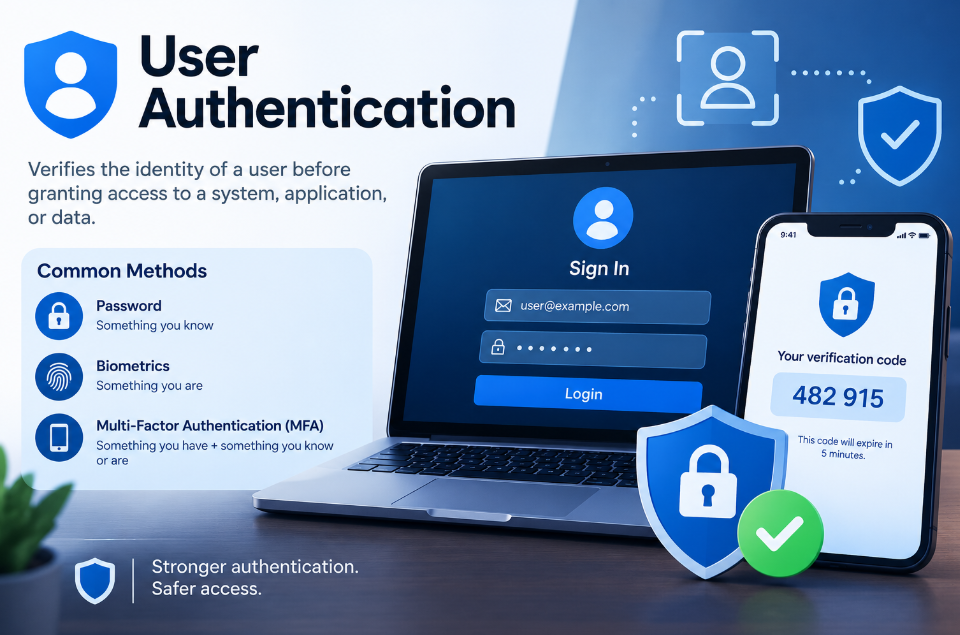 User
Authentication
Verifies the identity of a user before
granting access to a system, application,
or data.
Common Methods
Password
Something you know
Biometrics
Something you are
Multi-Factor Authentication (MFA)
Something you have + something you know
or are
Sign In
user@example.com
Login
9:41
Your verification code
482 915
This code will expire in
5 minutes.
Stronger authentication.
Safer access.